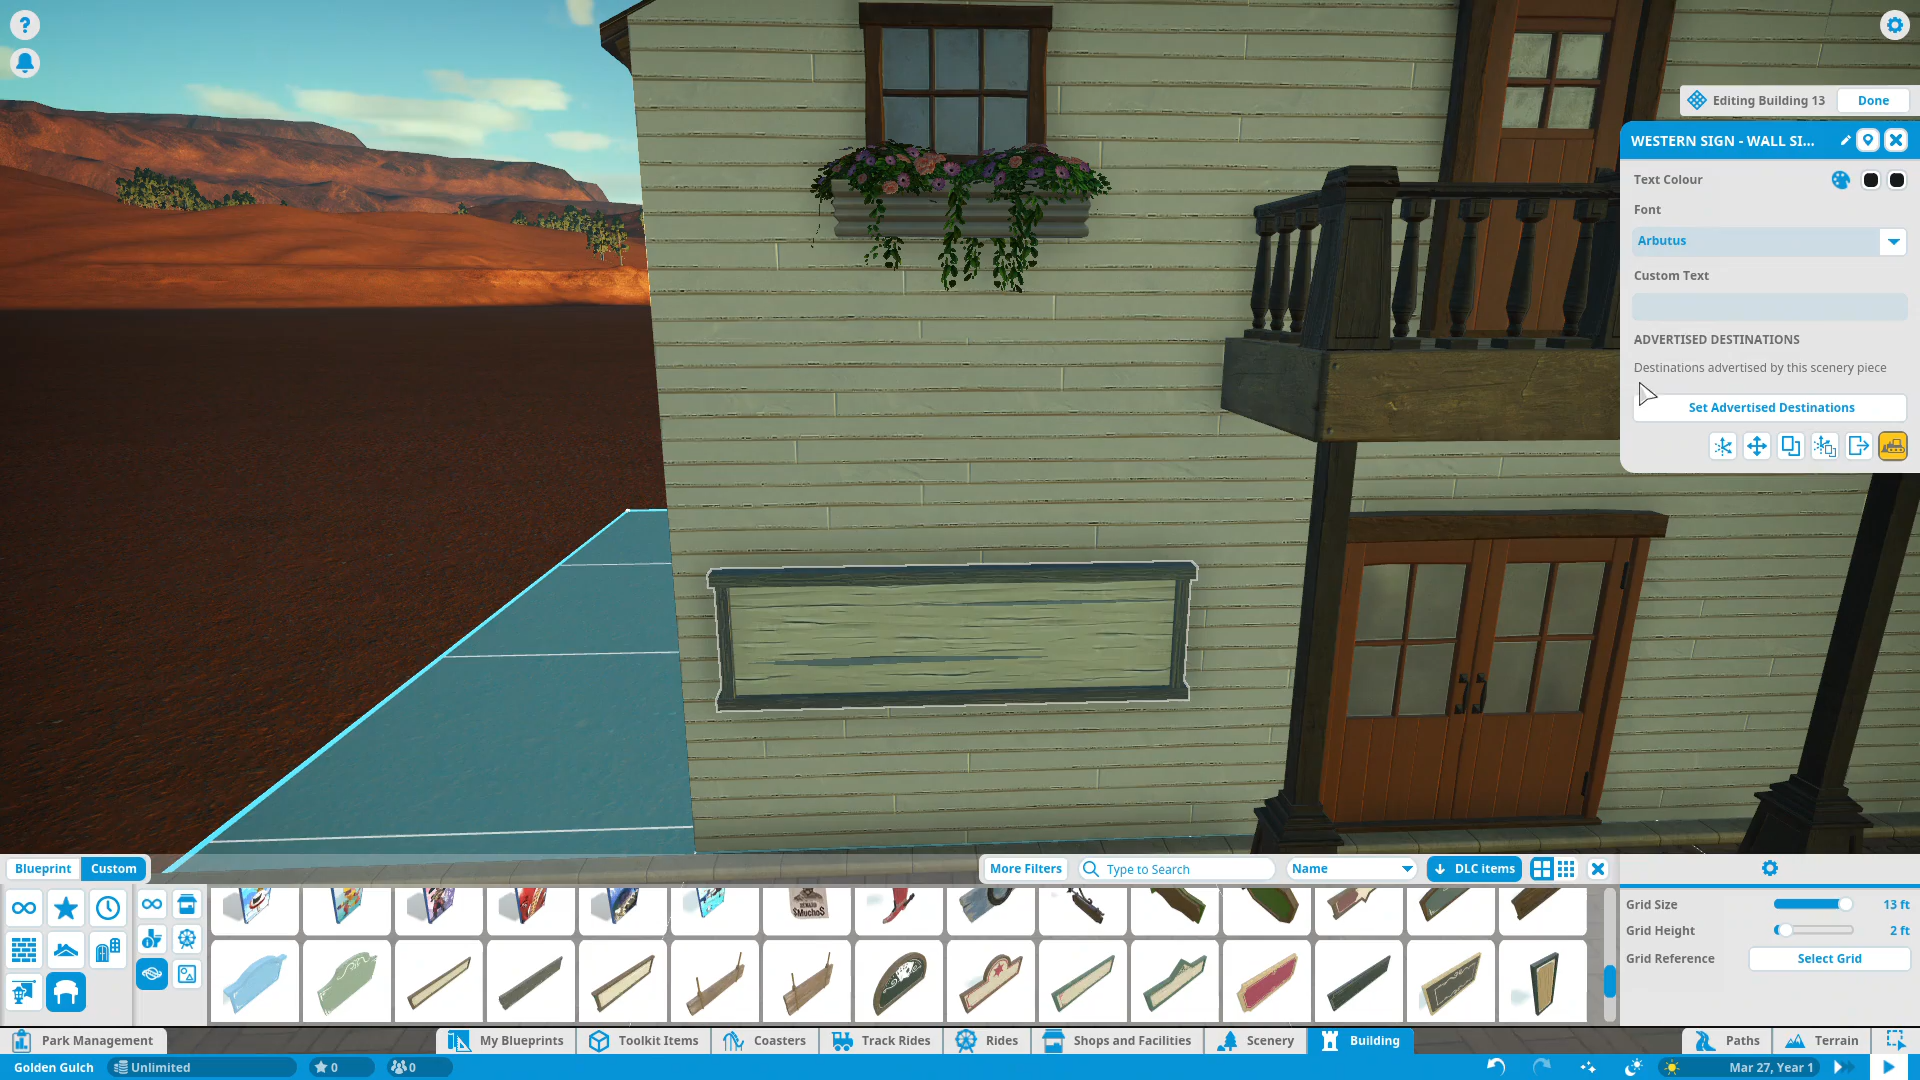 Editing Building 13
Done
WESTERN SIGN - WALL SI...
Text Colour
Font
Arbutus
Custom Text
ADVERTISED DESTINATIONS
Destinations advertised by this scenery piece
Set Advertised Destinations
Blueprint
Custom
More Filters
Type to Search
Name
DLC items
Grid Size
13 ft
Grid Height
2 ft
Grid Reference
Select Grid
Park Management
My Blueprints
Toolkit Items
Coasters
Track Rides
Rides
Shops and Facilities
Scenery
Building
Paths
Terrain
Golden Gulch
Unlimited
0
0
Mar 27, Year 1